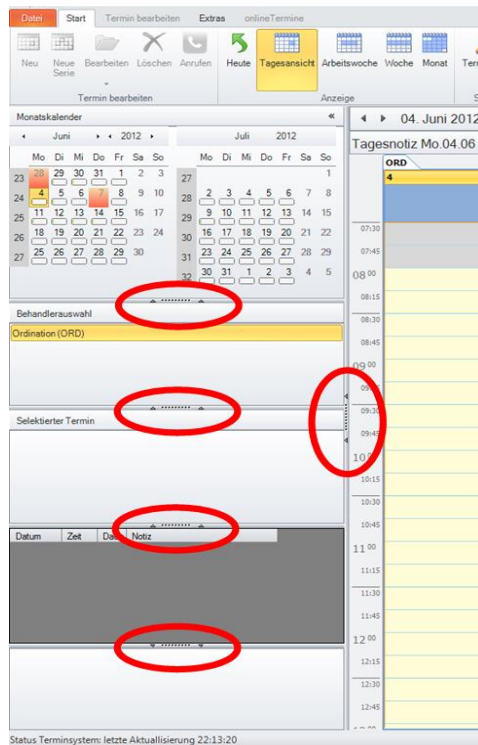 Datei Start Termin bearbeiten Extras onlineTermine
Neu Neue Serie Bearbeiten Löschen Anrufen Heute Tagesansicht Arbeitswoche Woche Monat
Termin bearbeiten Anzeige
Monatskalender «
04. Juni 2012
Juni 2012 Juli 2012
Tagesnotiz Mo.04.06
Mo Di Mi Do Fr Sa So Mo Di Mi Do Fr Sa So
ORD
4
23 28 29 30 31 1 2 3 27 1
24 4 5 6 7 8 9 10 28 2 3 4 5 6 7 8
25 11 12 13 14 15 16 17 29 9 10 11 12 13 14 15
26 18 19 20 21 22 23 24 30 16 17 18 19 20 21 22
27 25 26 27 28 29 30 31 23 24 25 26 27 28 29
32 30 31 1 2 3 4 5
Behandlerauswahl
Ordination (ORD)
Selektierter Termin
Datum Zeit Notiz
07:30
07:45
08 00
08:15
08:30
08:45
09 00
09:30
09:45
10:15
10:30
10:45
11 00
11:15
11:30
11:45
12 00
12:15
12:30
12:45
Status Terminsystem: letzte Aktuallisierung 22:13:20